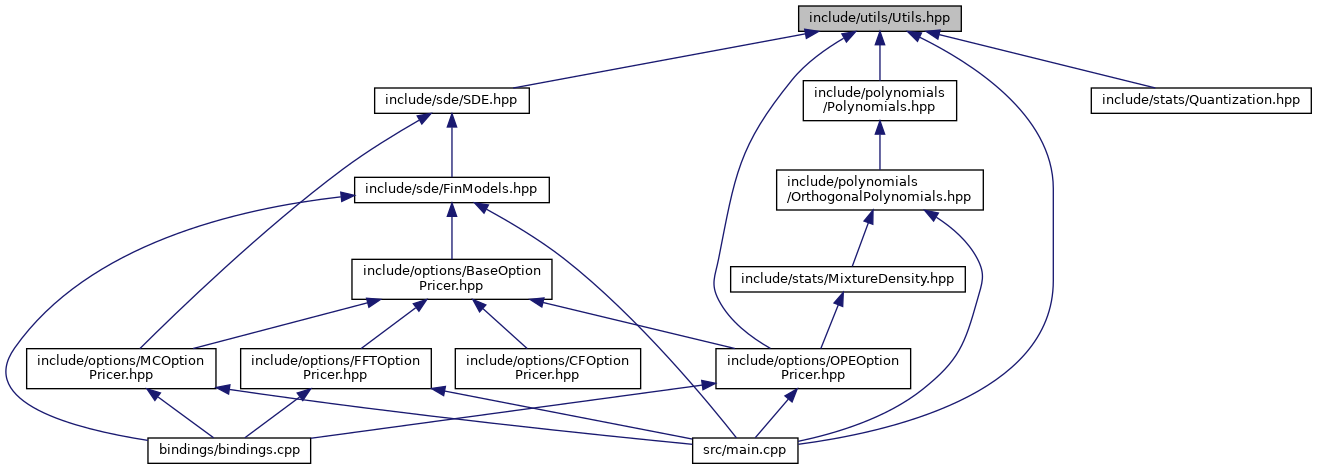 include/utils/Utils.hpp
include/sde/SDE.hpp
include/polynomials
/Polynomials.hpp
include/stats/Quantization.hpp
include/sde/FinModels.hpp
include/polynomials
/OrthogonalPolynomials.hpp
include/options/BaseOption
Pricer.hpp
include/stats/MixtureDensity.hpp
include/options/MCOption
Pricer.hpp
include/options/FFTOption
Pricer.hpp
include/options/CFOption
Pricer.hpp
include/options/OPEOption
Pricer.hpp
bindings/bindings.cpp
src/main.cpp